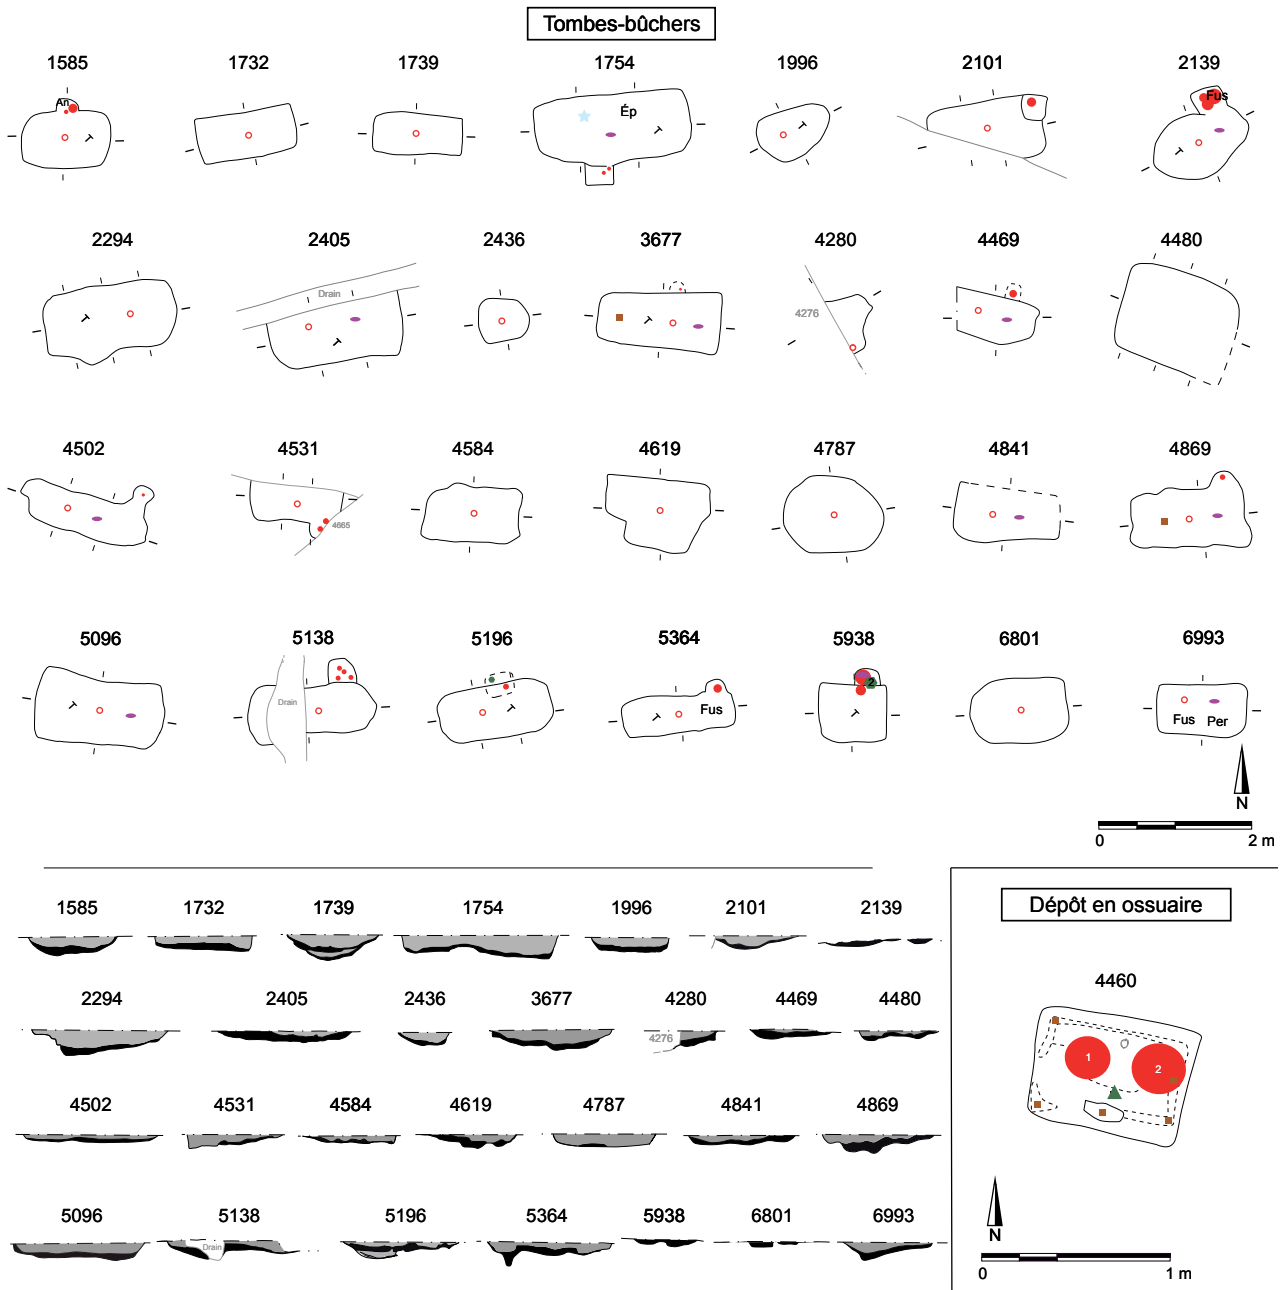 Tombes-bûchers
1585 1732 1739 1754 1996 2101 2139
An Ép Fus
2294 2405 2436 3677 4280 4469 4480
Drain 4276
4502 4531 4584 4619 4787 4841 4869
4665
5096 5138 5196 5364 5938 6801 6993
Drain Fus 2 Fus Per
N
0 2 m
1585 1732 1739 1754 1996 2101 2139
2294 2405 2436 3677 4280 4469 4480
4276
4502 4531 4584 4619 4787 4841 4869
5096 5138 5196 5364 5938 6801 6993
Drain
Dépôt en ossuaire
4460
1 2
N
0 1 m